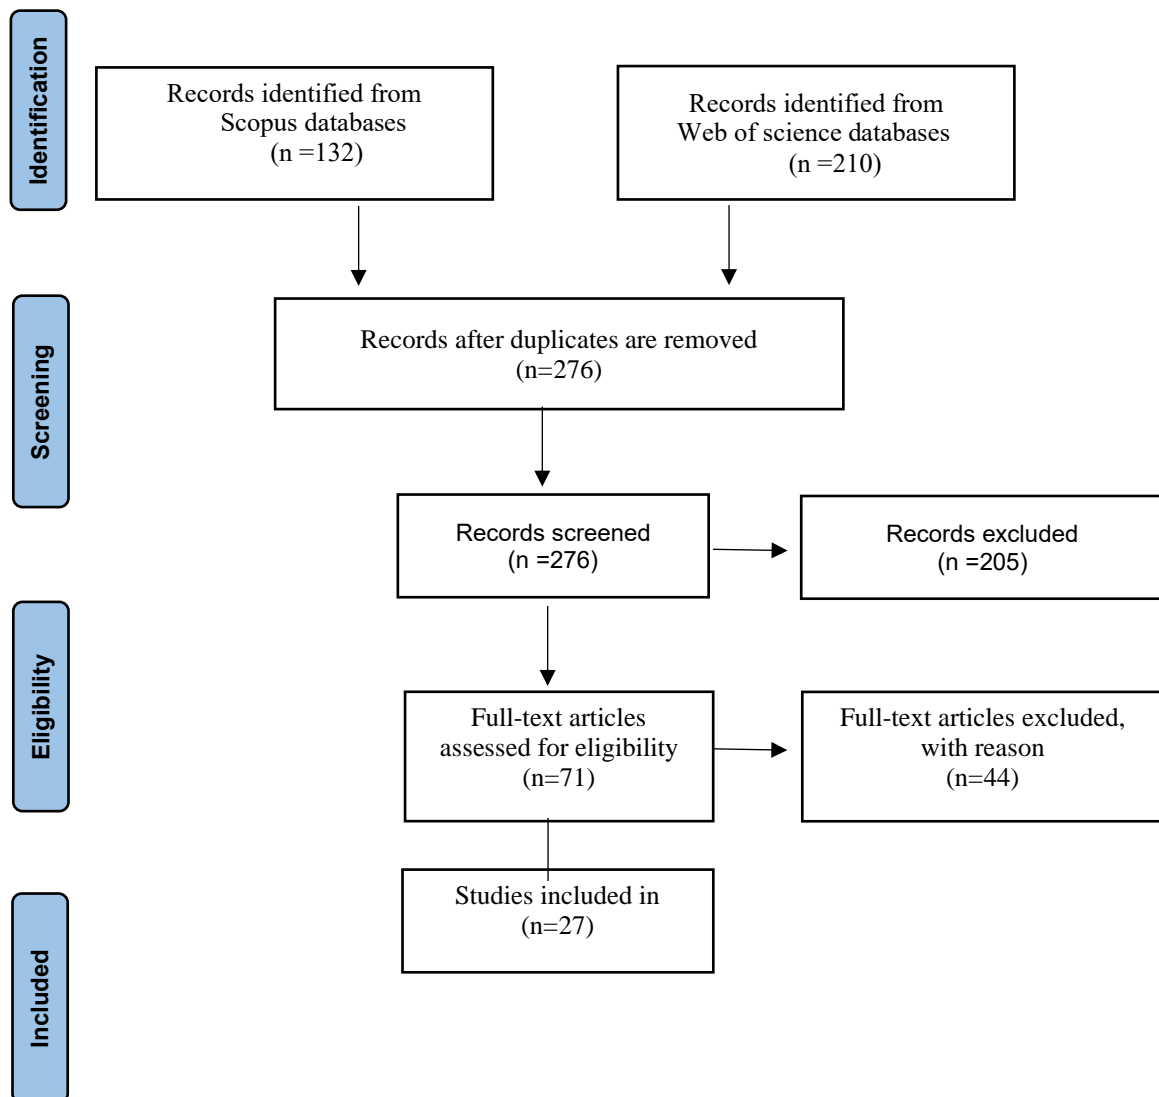 Identification
Records identified from
Scopus databases
(n =132)
Records identified from
Web of science databases
(n =210)
Screening
Records after duplicates are removed
(n=276)
Records screened
(n =276)
Records excluded
(n =205)
Eligibility
Full-text articles
assessed for eligibility
(n=71)
Full-text articles excluded,
with reason
(n=44)
Included
Studies included in
(n=27)